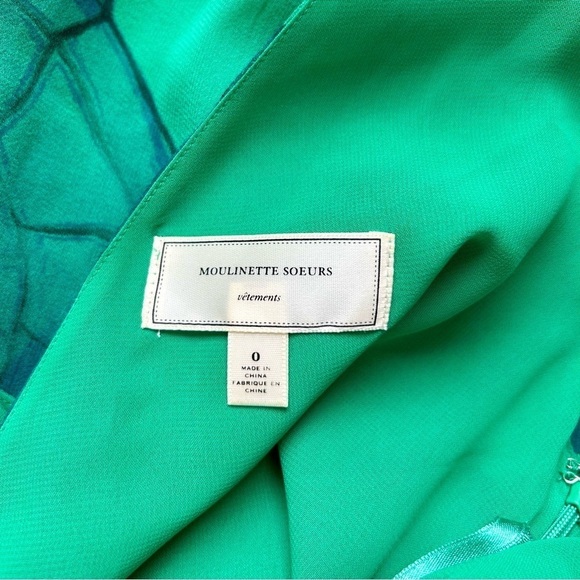 MOULINETTE SOEURS
vêtements
0
MADE IN
CHINA
FABRIQUE EN
CHINE